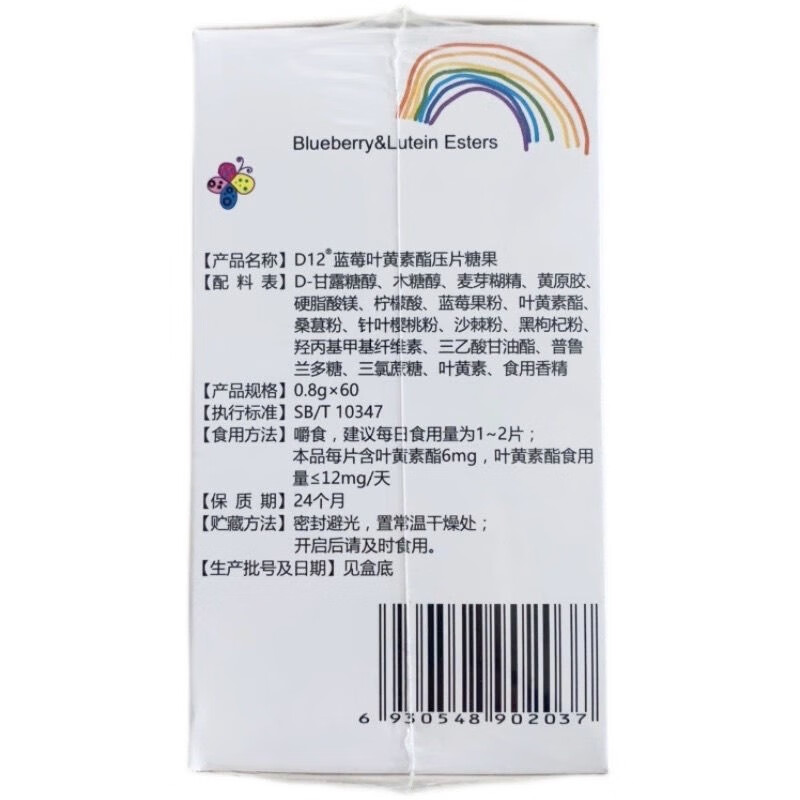 Blueberry&Lutein Esters
【产品名称】D12®蓝莓叶黄素酯压片糖果
【配 料 表】D-甘露糖醇、木糖醇、麦芽糊精、黄原胶、
硬脂酸镁、柠檬酸、蓝莓果粉、叶黄素酯、
桑葚粉、针叶樱桃粉、沙棘粉、黑枸杞粉、
羟丙基甲基纤维素、三乙酸甘油酯、普鲁
兰多糖、三氯蔗糖、叶黄素、食用香精
【产品规格】0.8g×60
【执行标准】SB/T 10347
【食用方法】嚼食，建议每日食用量为1~2片；
本品每片含叶黄素酯6mg，叶黄素酯食用
量≤12mg/天
【保 质 期】24个月
【贮藏方法】密封避光，置常温干燥处；
开启后请及时食用。
【生产批号及日期】见盒底
6 930548 902037